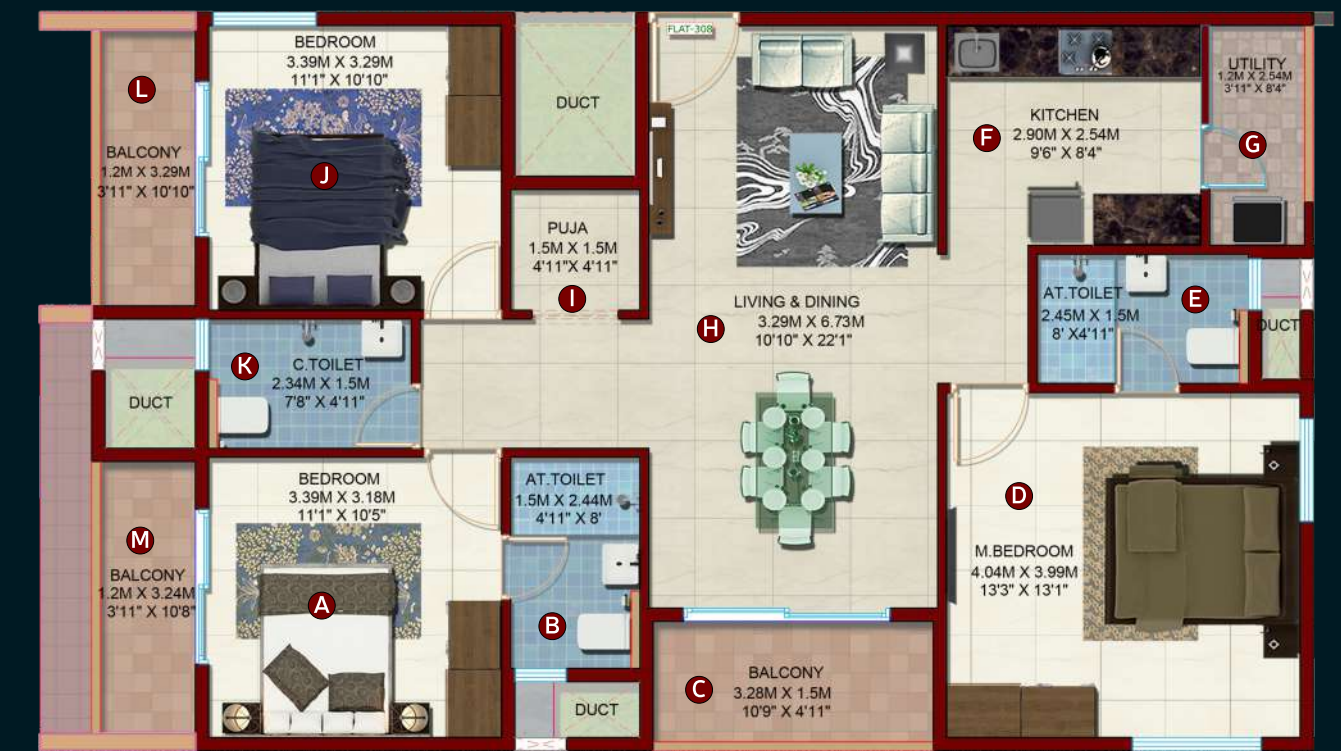 FLAT-308
BEDROOM
3.39M X 3.29M
11'1" X 10'10"
L
BALCONY
1.2M X 3.29M
3'11" X 10'10"
J
DUCT
PUJA
1.5M X 1.5M
4'11"X 4'11"
I
KITCHEN
2.90M X 2.54M
9'6" X 8'4"
F
UTILITY
1.2M X 2.54M
3'11" X 8'4"
G
LIVING & DINING
3.29M X 6.73M
10'10" X 22'1"
H
AT.TOILET
2.45M X 1.5M
8' X4'11"
E
DUCT
K
C.TOILET
2.34M X 1.5M
7'8" X 4'11"
DUCT
BEDROOM
3.39M X 3.18M
11'1" X 10'5"
A
AT.TOILET
1.5M X 2.44M
4'11" X 8'
B
M
BALCONY
1.2M X 3.24M
3'11" X 10'8"
D
M.BEDROOM
4.04M X 3.99M
13'3" X 13'1"
C
BALCONY
3.28M X 1.5M
10'9" X 4'11"
DUCT